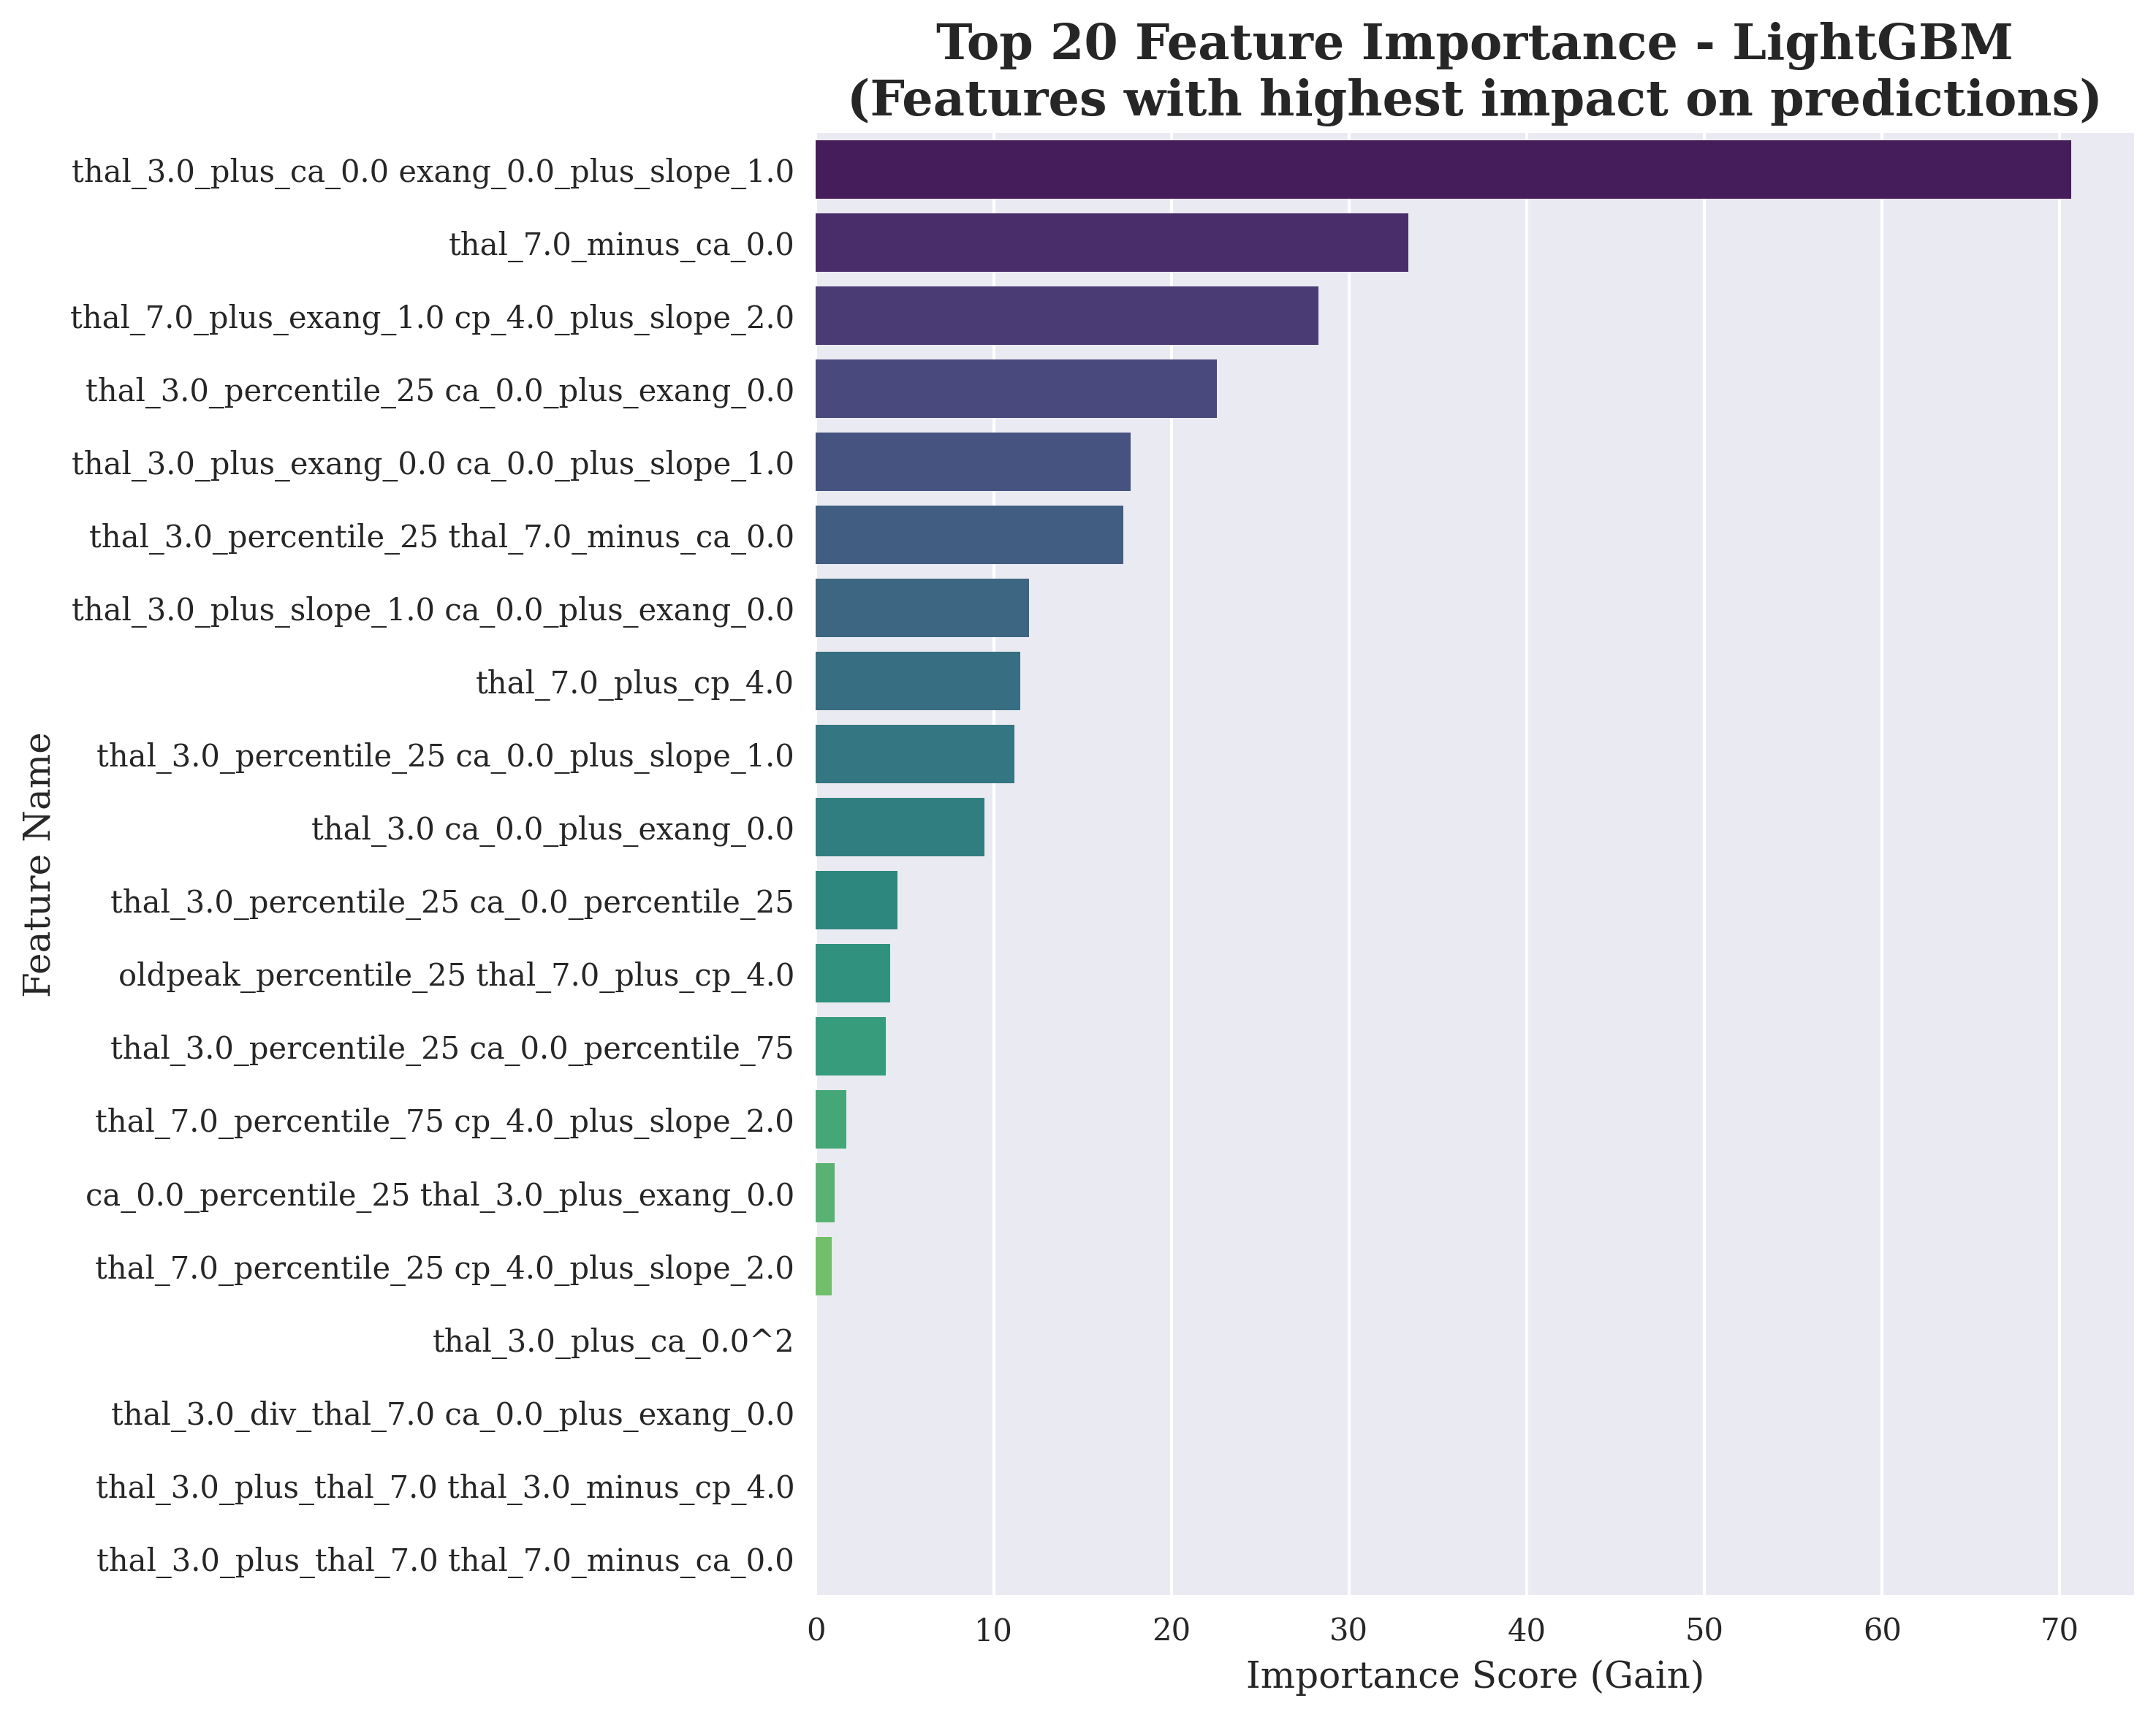 Top 20 Feature Importance - LightGBM
(Features with highest impact on predictions)
Feature Name
thal_3.0_plus_ca_0.0 exang_0.0_plus_slope_1.0
thal_7.0_minus_ca_0.0
thal_7.0_plus_exang_1.0 cp_4.0_plus_slope_2.0
thal_3.0_percentile_25 ca_0.0_plus_exang_0.0
thal_3.0_plus_exang_0.0 ca_0.0_plus_slope_1.0
thal_3.0_percentile_25 thal_7.0_minus_ca_0.0
thal_3.0_plus_slope_1.0 ca_0.0_plus_exang_0.0
thal_7.0_plus_cp_4.0
thal_3.0_percentile_25 ca_0.0_plus_slope_1.0
thal_3.0 ca_0.0_plus_exang_0.0
thal_3.0_percentile_25 ca_0.0_percentile_25
oldpeak_percentile_25 thal_7.0_plus_cp_4.0
thal_3.0_percentile_25 ca_0.0_percentile_75
thal_7.0_percentile_75 cp_4.0_plus_slope_2.0
ca_0.0_percentile_25 thal_3.0_plus_exang_0.0
thal_7.0_percentile_25 cp_4.0_plus_slope_2.0
thal_3.0_plus_ca_0.0^2
thal_3.0_div_thal_7.0 ca_0.0_plus_exang_0.0
thal_3.0_plus_thal_7.0 thal_3.0_minus_cp_4.0
thal_3.0_plus_thal_7.0 thal_7.0_minus_ca_0.0
0 10 20 30 40 50 60 70
Importance Score (Gain)